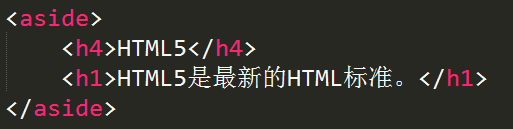 <aside>
    <h4>HTML5</h4>
    <h1>HTML5是最新的HTML标准。</h1>
</aside>